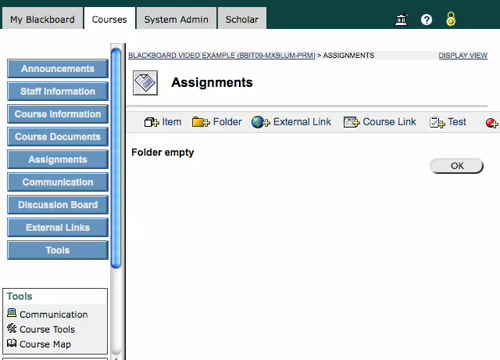 My Blackboard Courses System Admin Scholar
Announcements
Staff Information
Course Information
Course Documents
Assignments
Communication
Discussion Board
External Links
Tools
Tools
Communication
Course Tools
Course Map
BLACKBOARD VIDEO EXAMPLE (BBIT09-MXBLUM-PRM) > ASSIGNMENTS DISPLAY VIEW
Assignments
Item Folder External Link Course Link Test
Folder empty
OK